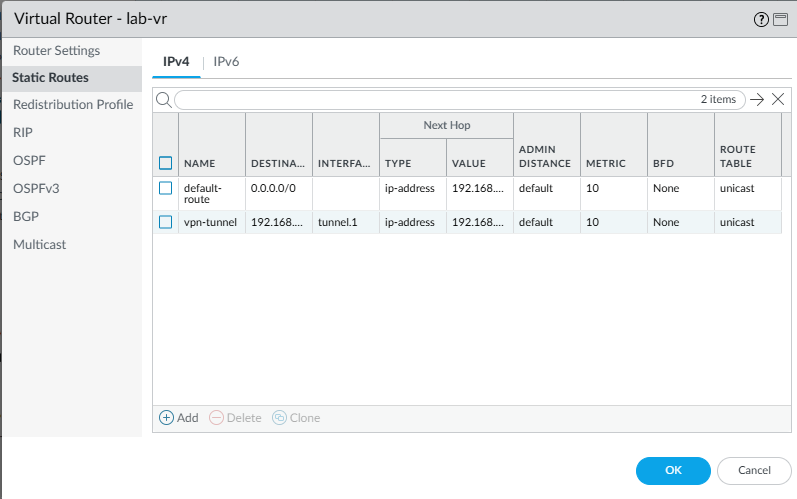 Virtual Router - lab-vr
Router Settings
Static Routes
Redistribution Profile
RIP
OSPF
OSPFv3
BGP
Multicast
IPv4 | IPv6
2 items
Next Hop
NAME DESTINA... INTERFA... TYPE VALUE ADMIN DISTANCE METRIC BFD ROUTE TABLE
default-route 0.0.0.0/0 ip-address 192.168.... default 10 None unicast
vpn-tunnel 192.168.... tunnel.1 ip-address 192.168.... default 10 None unicast
Add Delete Clone
OK Cancel